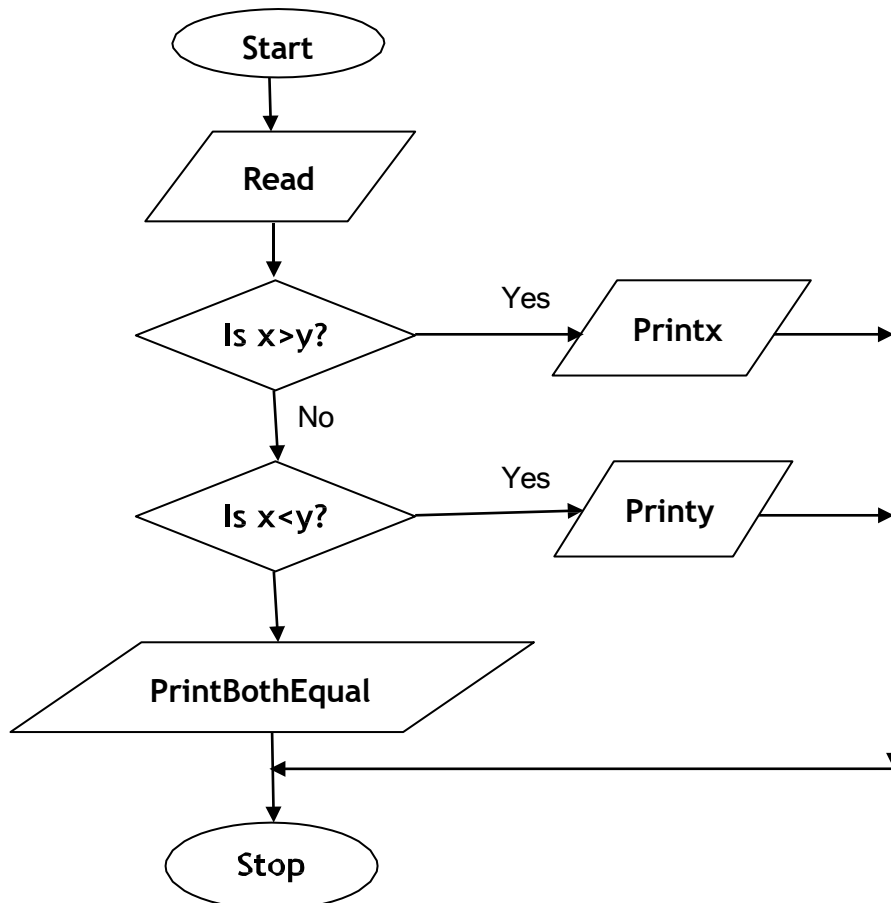 Start
Read
Is x>y?
Yes
Printx
No
Is x<y?
Yes
Printy
PrintBothEqual
Stop